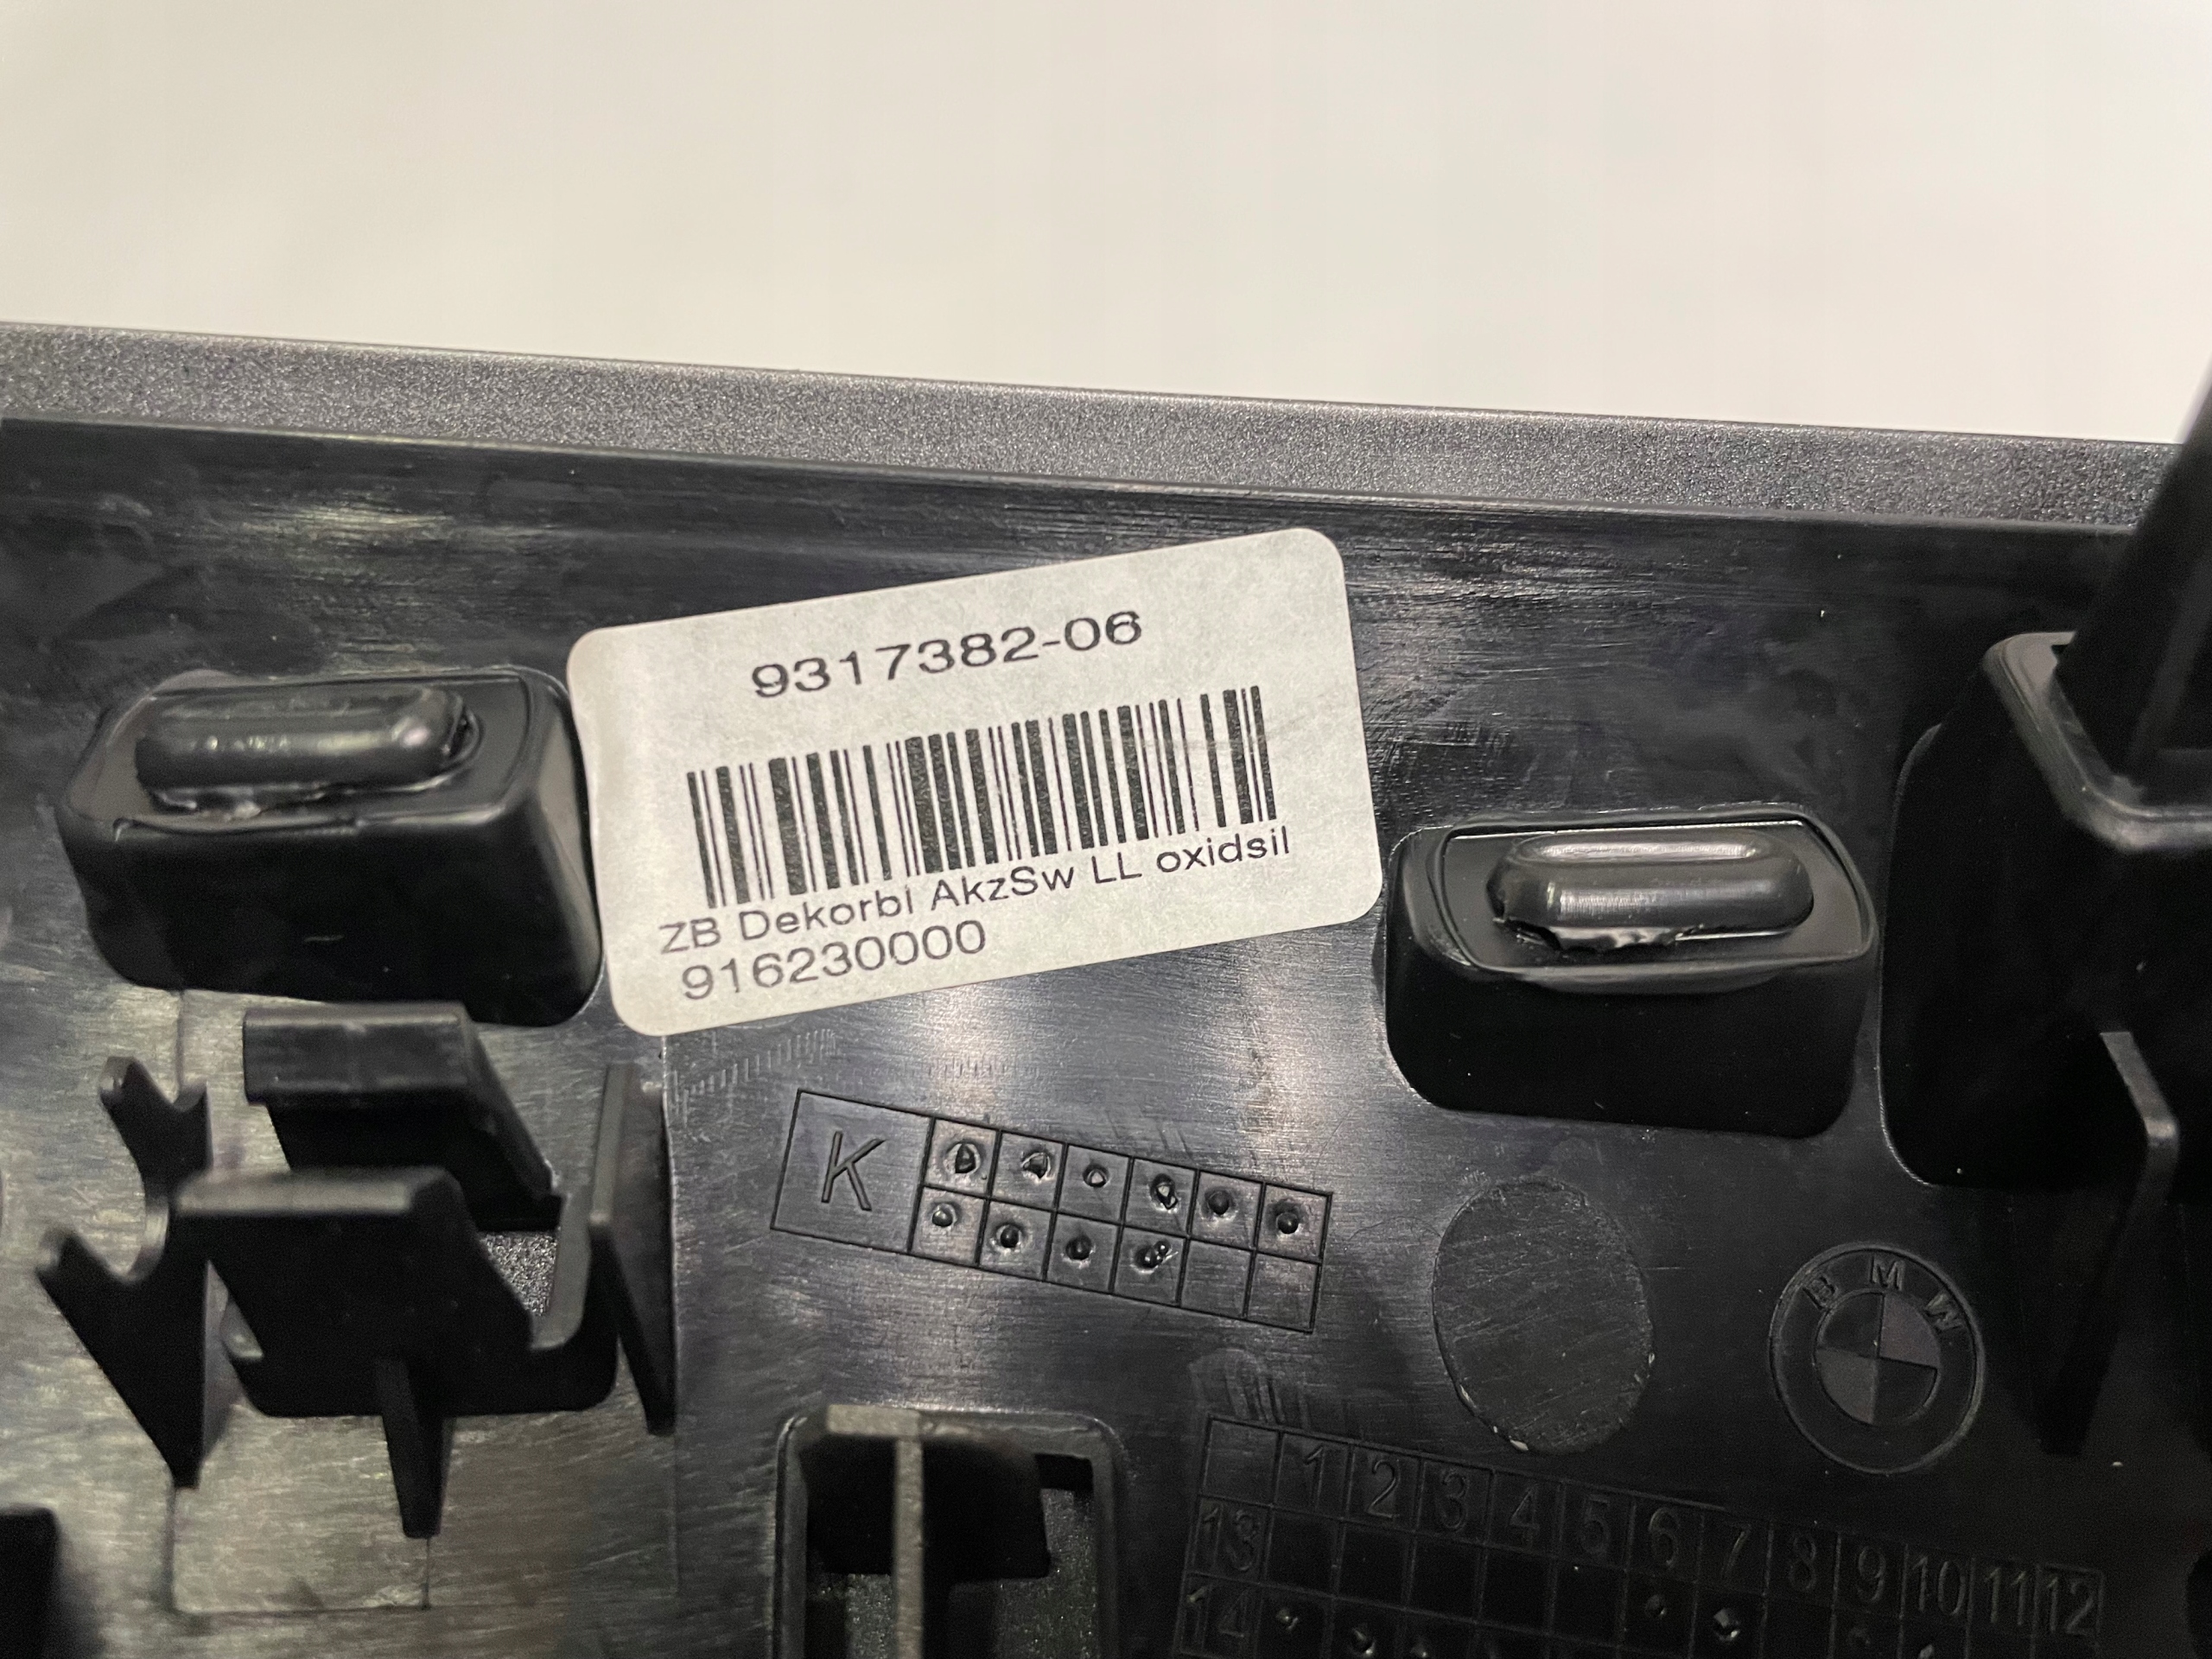 9317382-06
ZB Dekorbl AkzSw LL oxidsil
916230000
K
BMW
1 2 3 4 5 6 7 8 9 10 11 12
13
14